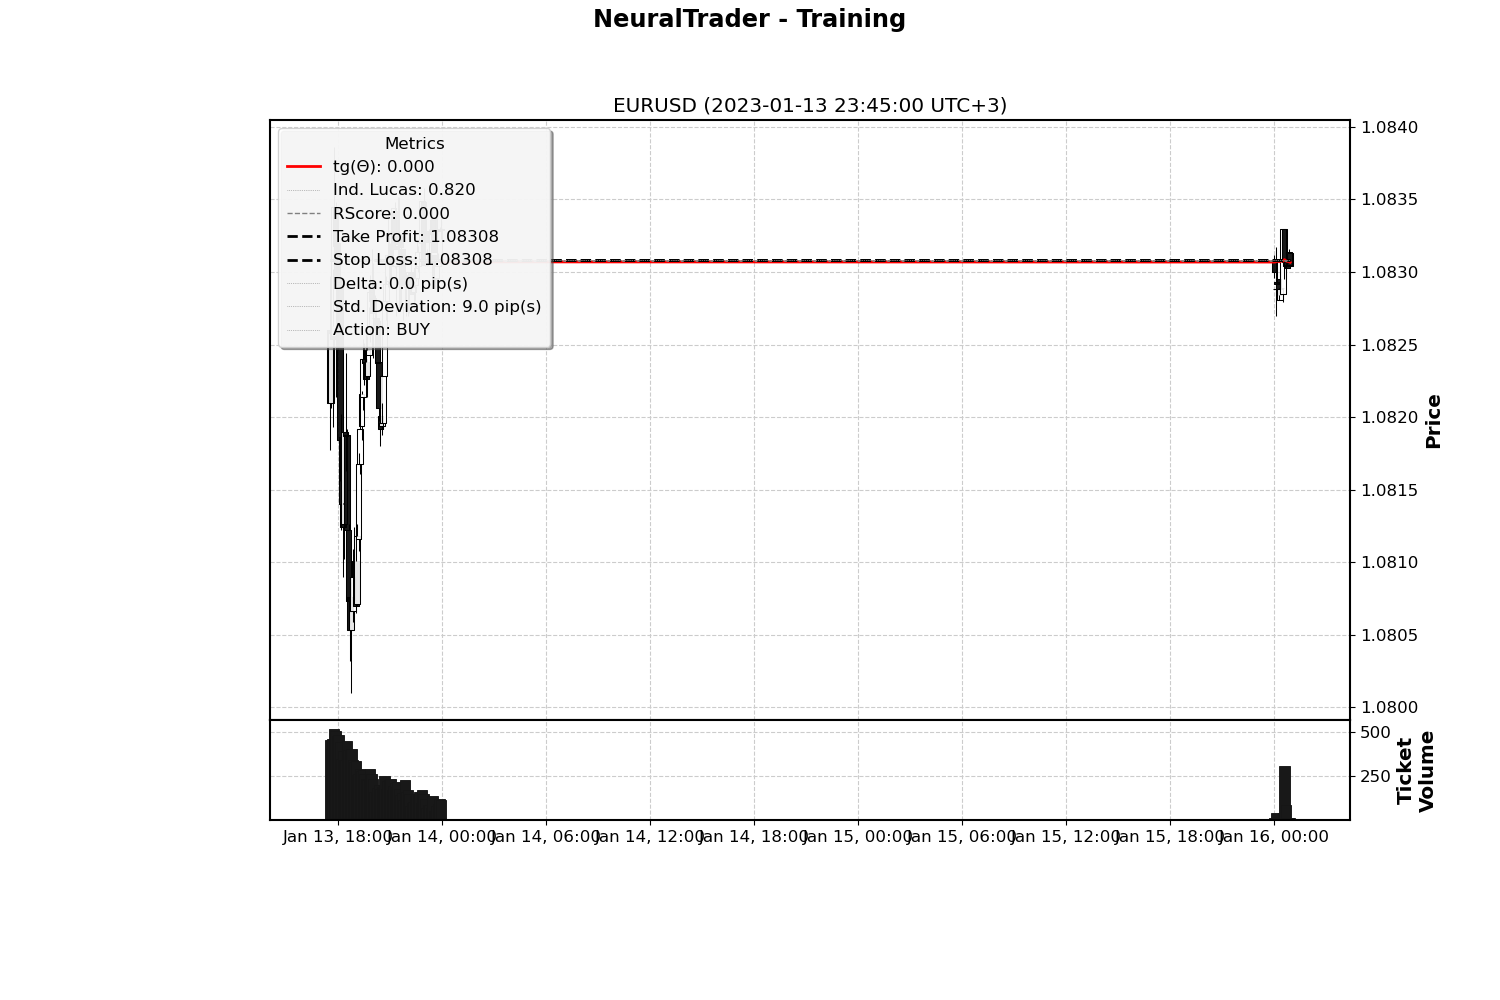 NeuralTrader - Training
EURUSD (2023-01-13 23:45:00 UTC+3)
Metrics
tg(Θ): 0.000
Ind. Lucas: 0.820
RScore: 0.000
Take Profit: 1.08308
Stop Loss: 1.08308
Delta: 0.0 pip(s)
Std. Deviation: 9.0 pip(s)
Action: BUY
1.0840
1.0835
1.0830
1.0825
1.0820
1.0815
1.0810
1.0805
1.0800
Price
500
250
Ticket
Volume
Jan 13, 18:00
Jan 14, 00:00
Jan 14, 06:00
Jan 14, 12:00
Jan 14, 18:00
Jan 15, 00:00
Jan 15, 06:00
Jan 15, 12:00
Jan 15, 18:00
Jan 16, 00:00